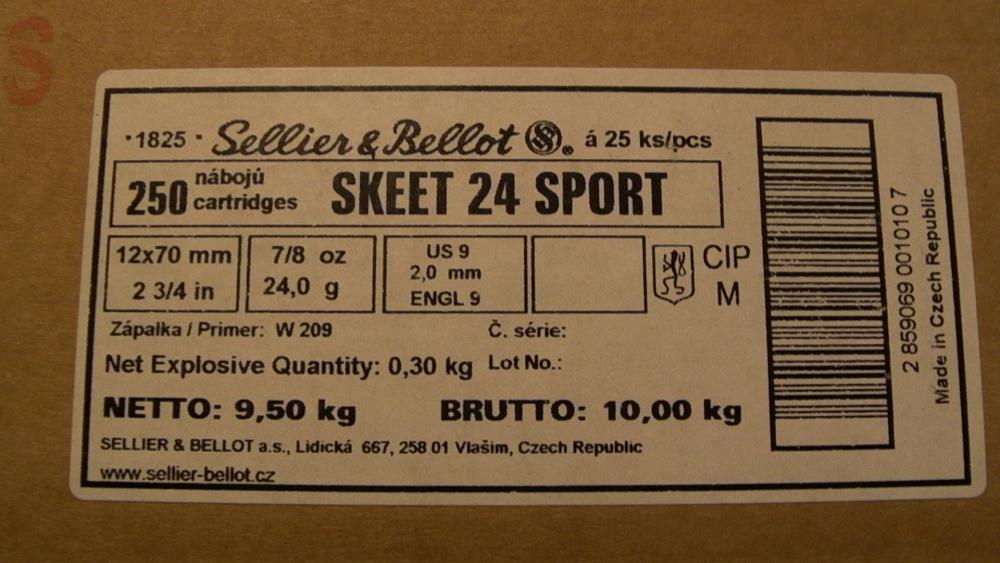 S
·1825· Sellier & Bellot ® á 25 ks/pcs
250 nábojů cartridges SKEET 24 SPORT
12x70 mm
2 3/4 in
7/8 oz
24,0 g
US 9
2,0 mm
ENGL 9
CIP
M
Zápalka / Primer: W 209
Č. série:
Net Explosive Quantity: 0,30 kg
Lot No.:
NETTO: 9,50 kg
BRUTTO: 10,00 kg
SELLIER & BELLOT a.s., Lidická 667, 258 01 Vlašim, Czech Republic
www.sellier-bellot.cz
2 859069 001010 7
Made in Czech Republic